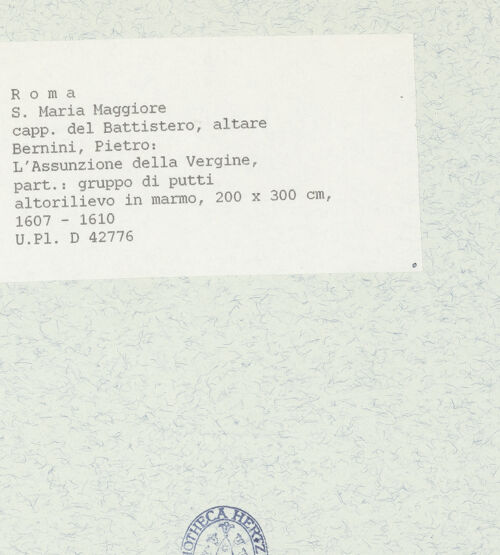 R o m a
S. Maria Maggiore
capp. del Battistero, altare
Bernini, Pietro:
L'Assunzione della Vergine,
part.: gruppo di putti
altorilievo in marmo, 200 x 300 cm,
1607 - 1610
U.Pl. D 42776